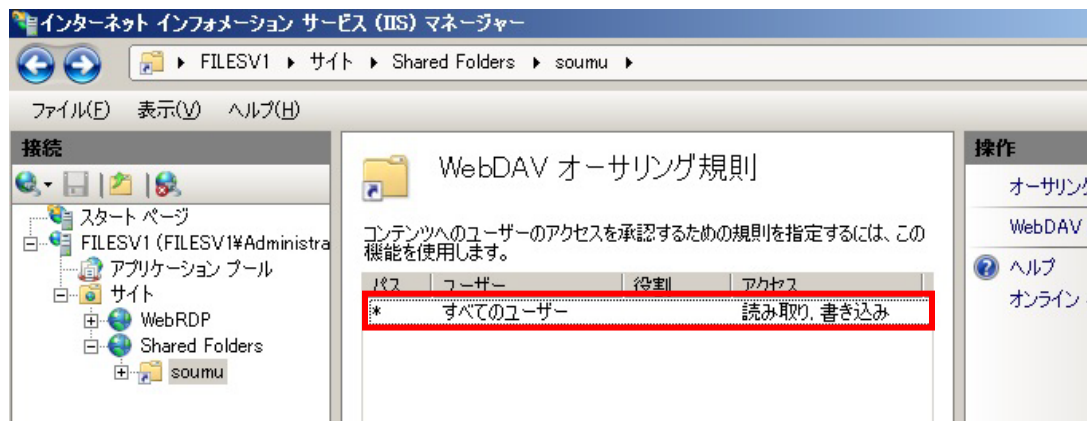 インターネット インフォメーション サービス (IIS) マネージャー
FILESV1 ▸ サイト ▸ Shared Folders ▸ soumu ▸
ファイル(F) 表示(V) ヘルプ(H)
接続
スタート ページ
FILESV1 (FILESV1¥Administra
アプリケーション プール
サイト
WebRDP
Shared Folders
soumu
WebDAV オーサリング規則
コンテンツへのユーザーのアクセスを承認するための規則を指定するには、この
機能を使用します。
パス ユーザー 役割 アクセス
* すべてのユーザー 読み取り, 書き込み
操作
オーサリング
WebDAV
ヘルプ
オンライン